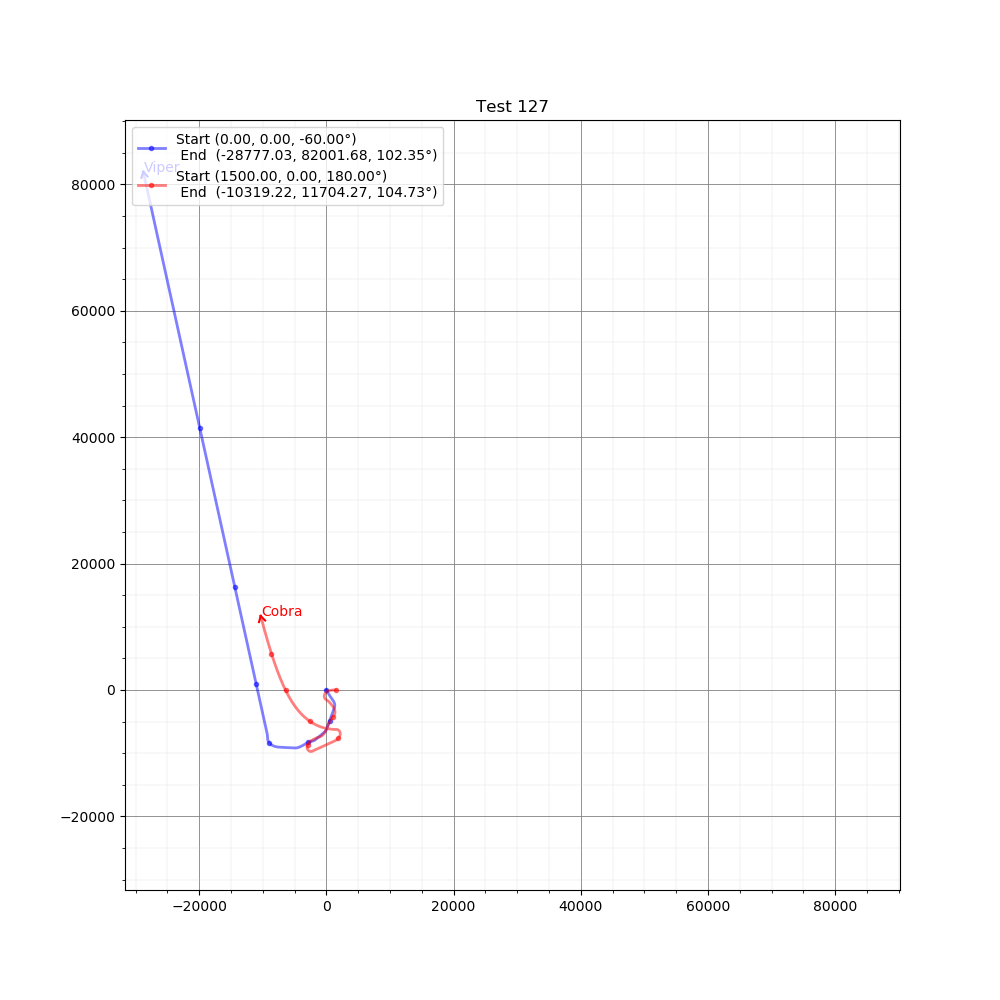 Test 127
Start (0.00, 0.00, -60.00°)
End (-28777.03, 82001.68, 102.35°)
Start (1500.00, 0.00, 180.00°)
End (-10319.22, 11704.27, 104.73°)
Viper
Cobra
80000
60000
40000
20000
0
−20000
−20000
0
20000
40000
60000
80000